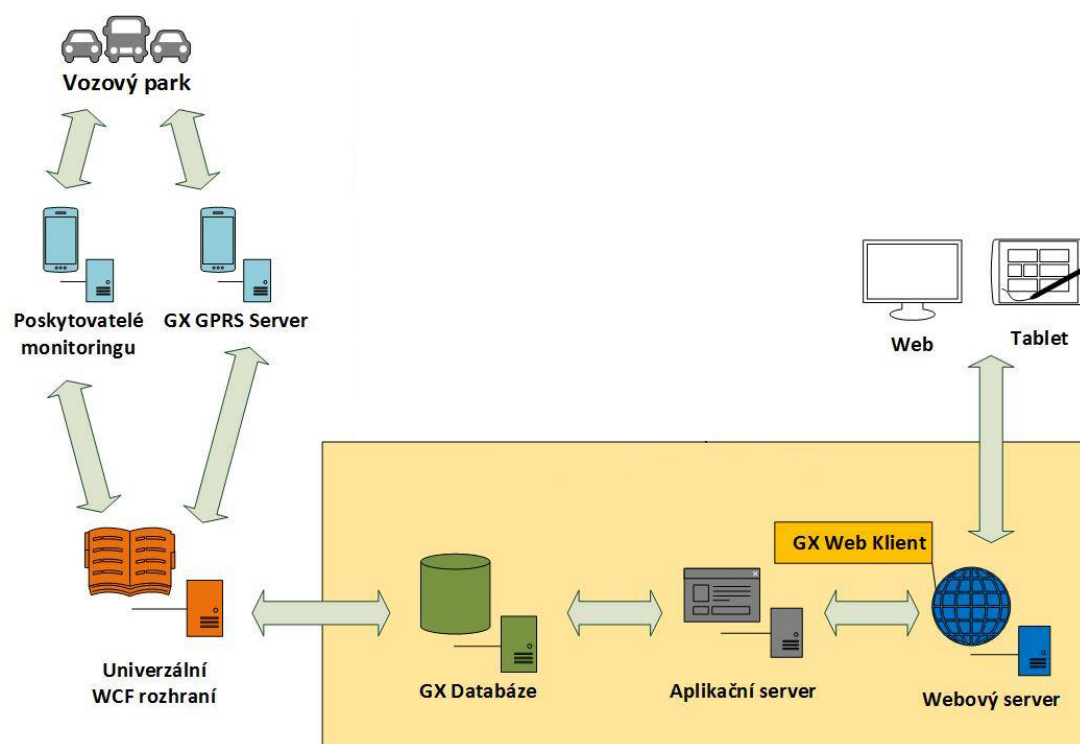 Vozový park
Poskytovatelé
monitoringu
GX GPRS Server
Web
Tablet
GX Web Klient
Univerzální
WCF rozhraní
GX Databáze
Aplikační server
Webový server